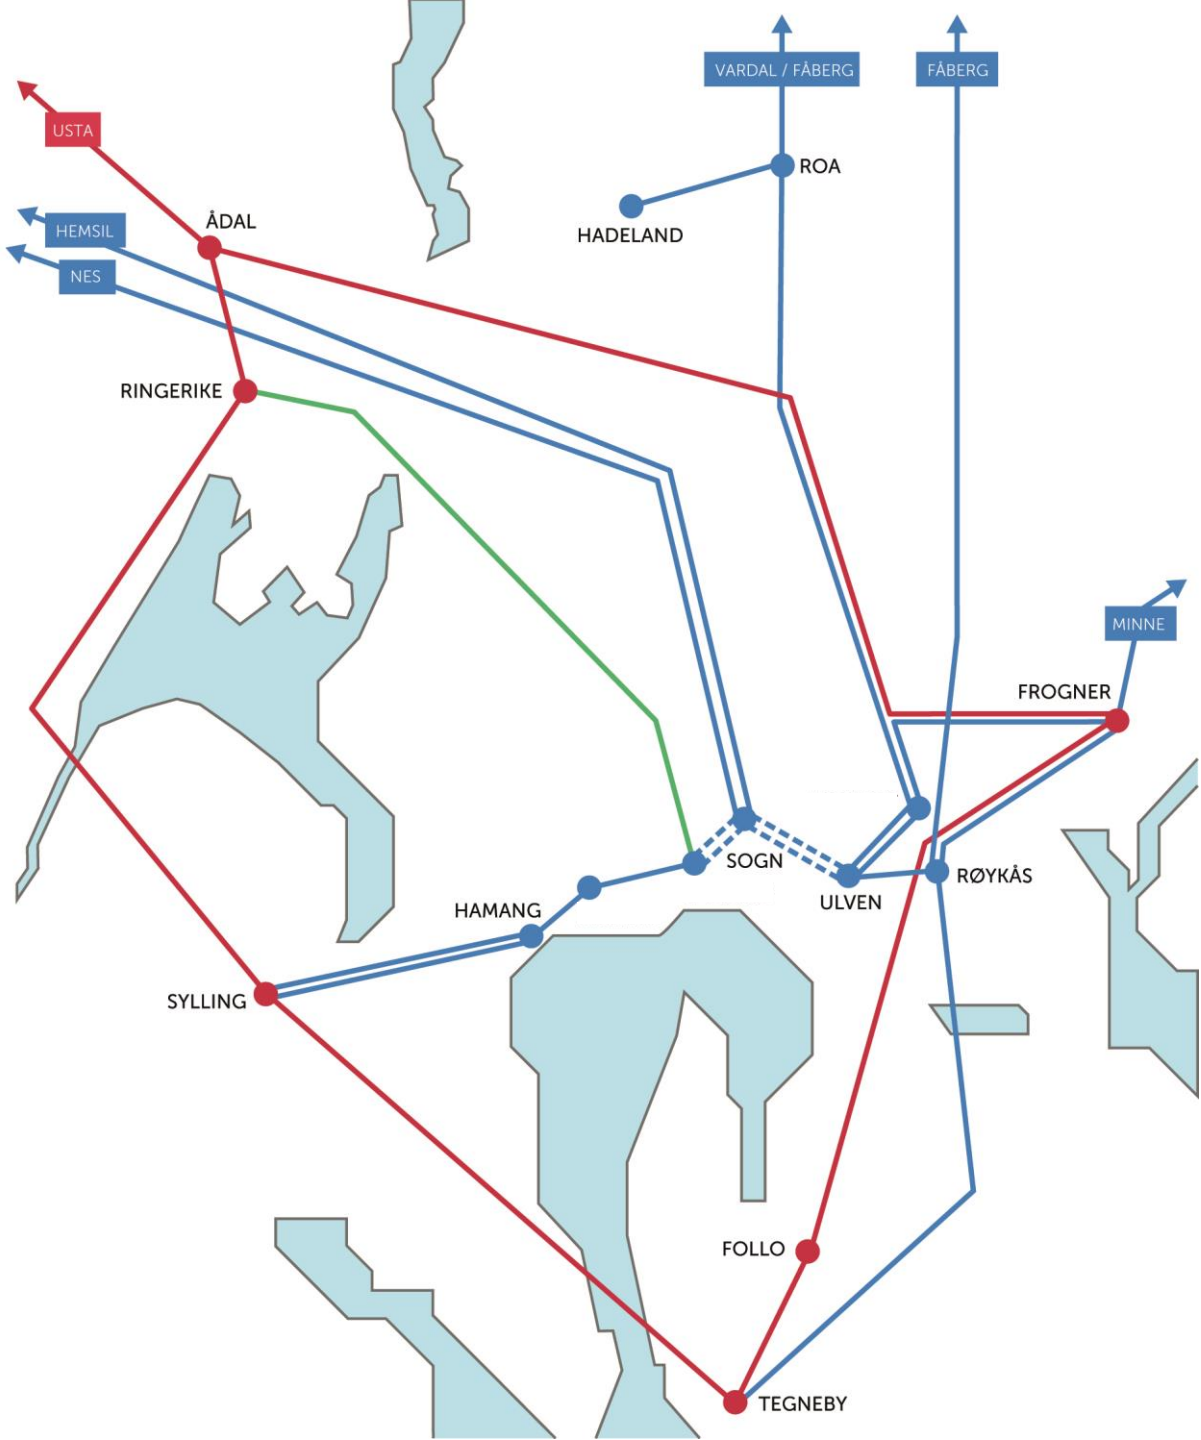 VARDAL / FÅBERG
FÅBERG
USTA
ROA
ÅDAL
HEMSIL
HADELAND
NES
RINGERIKE
MINNE
FROGNER
SOGN
RØYKÅS
ULVEN
HAMANG
SYLLING
FOLLO
TEGNEBY